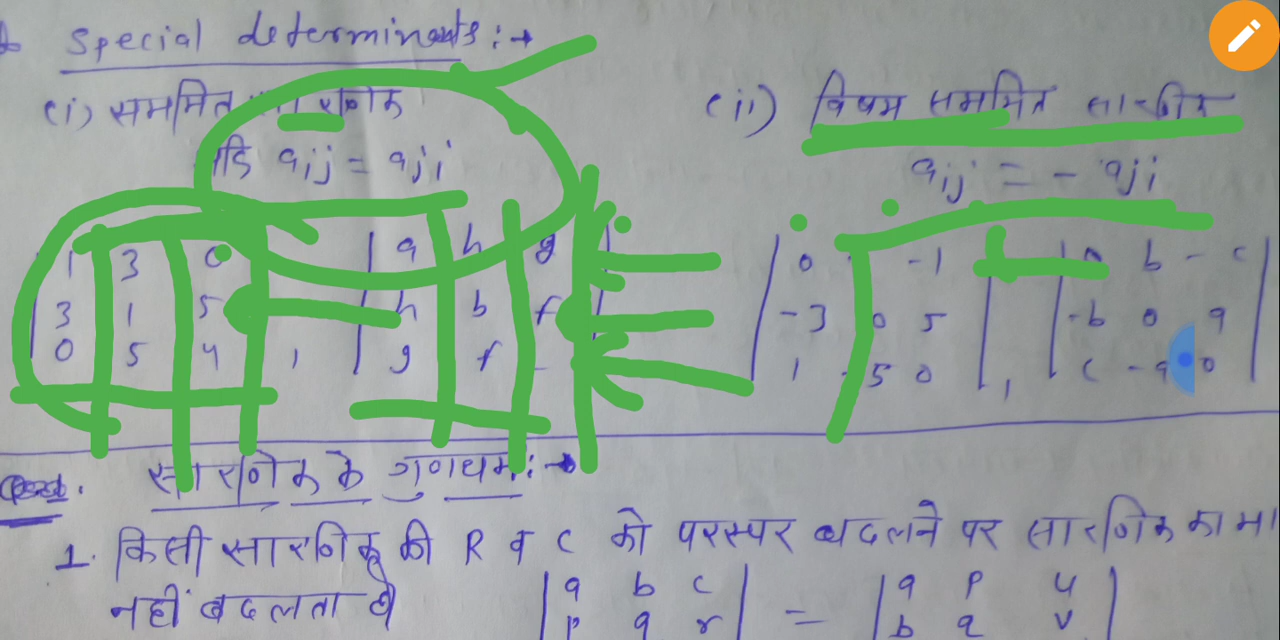 Special determinants :→
(i) सममित सारणिक
यदि aij = aji
(ii) विषम सममित सारणिक
aij = - aji
| 1 3 0 | | a h g |
| 3 1 5 | | h b f |
| 0 5 4 | , | g f
| 0 -1 | b - c |
| -3 0 5 | | -b 0 a |
| 1 -5 0 | , | c -a 0 |
सारणिक के गुणधर्म :→
1. किसी सारणिक की R व C को परस्पर बदलने पर सारणिक का मा
नहीं बदलता है
| a b c | = | a p u |
| p q r | | b q v |